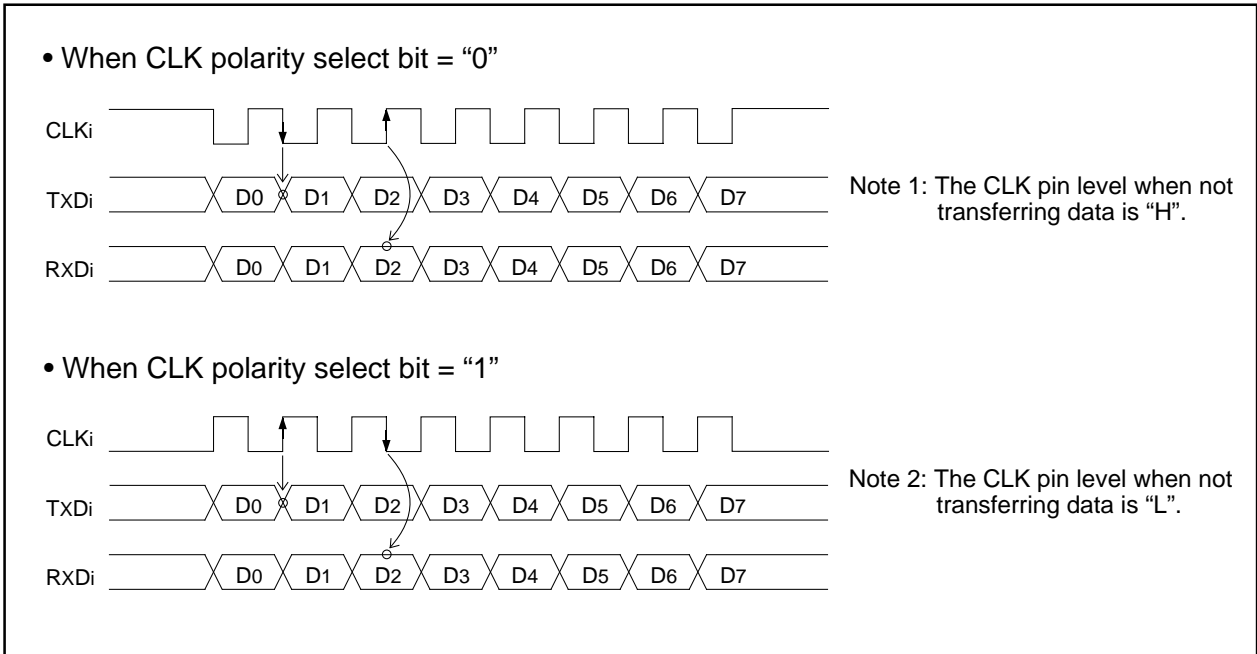 • When CLK polarity select bit = “0”
CLKi
TXDi D0 D1 D2 D3 D4 D5 D6 D7
RXDi D0 D1 D2 D3 D4 D5 D6 D7
Note 1: The CLK pin level when not
transferring data is “H”.
• When CLK polarity select bit = “1”
CLKi
TXDi D0 D1 D2 D3 D4 D5 D6 D7
RXDi D0 D1 D2 D3 D4 D5 D6 D7
Note 2: The CLK pin level when not
transferring data is “L”.